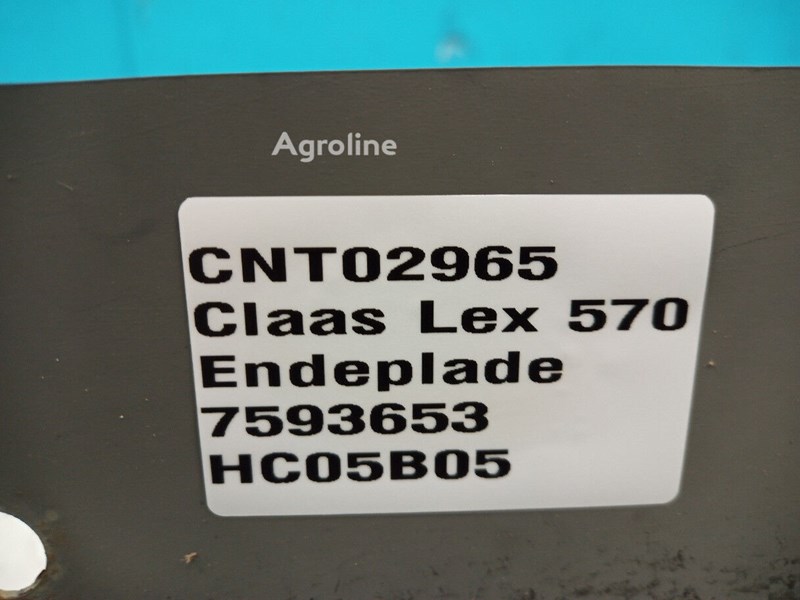 Agroline
CNT02965
Claas Lex 570
Endeplade
7593653
HC05B05